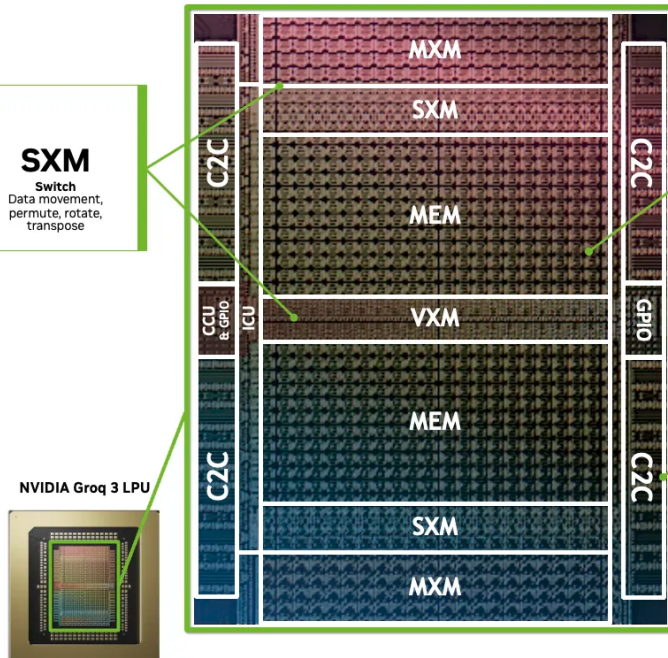 MXM
SXM
C2C
C2C
SXM
Switch
Data movement,
permute, rotate,
transpose
MEM
CCU
& GPIO
ICU
VXM
GPIO
MEM
C2C
C2C
NVIDIA Groq 3 LPU
SXM
MXM